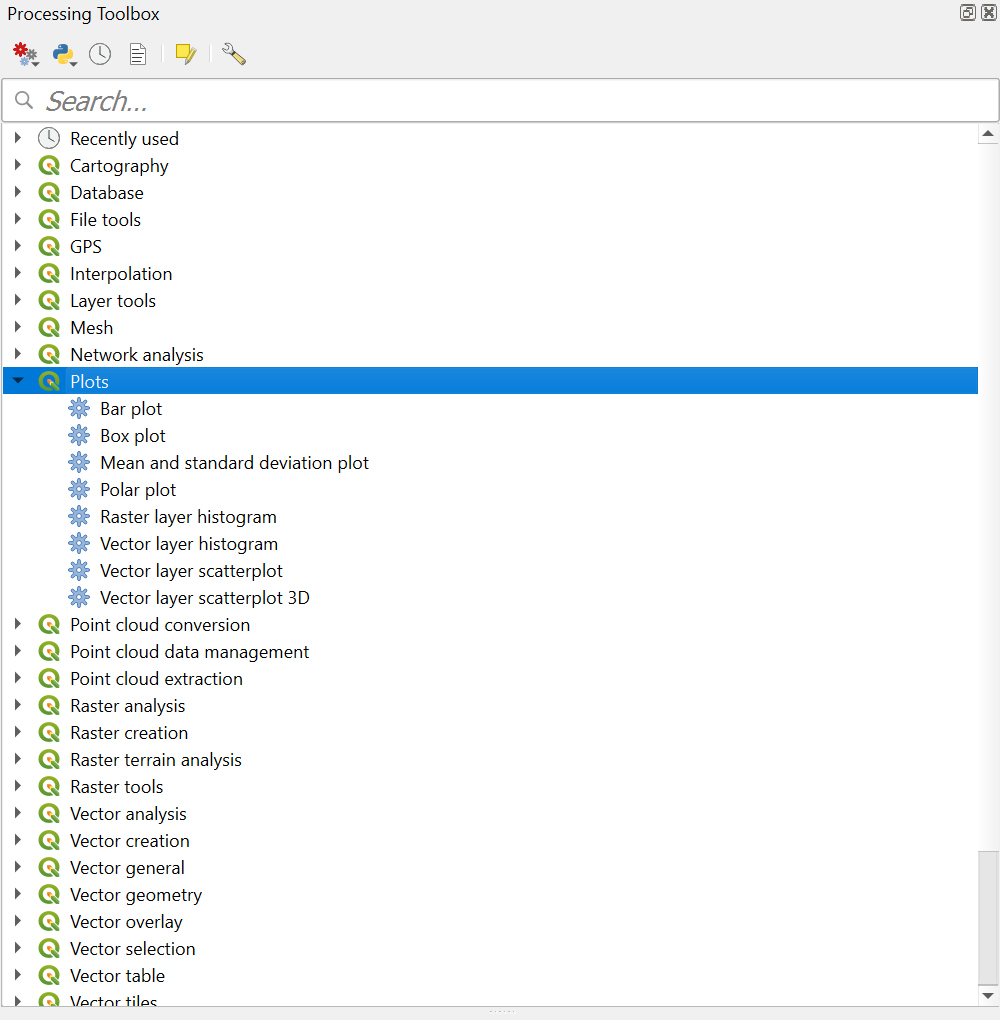 Processing Toolbox
Search...
Recently used
Cartography
Database
File tools
GPS
Interpolation
Layer tools
Mesh
Network analysis
Plots
Bar plot
Box plot
Mean and standard deviation plot
Polar plot
Raster layer histogram
Vector layer histogram
Vector layer scatterplot
Vector layer scatterplot 3D
Point cloud conversion
Point cloud data management
Point cloud extraction
Raster analysis
Raster creation
Raster terrain analysis
Raster tools
Vector analysis
Vector creation
Vector general
Vector geometry
Vector overlay
Vector selection
Vector table
Vector tiles